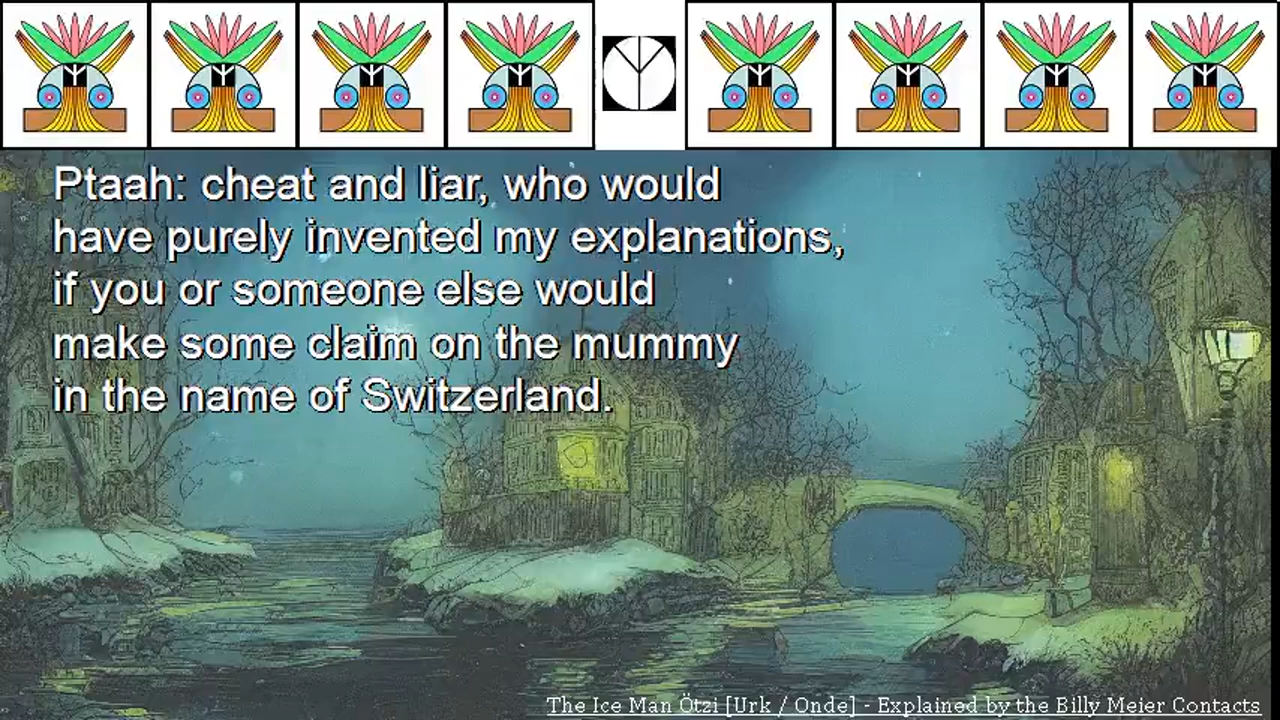 Ptaah: cheat and liar, who would
have purely invented my explanations,
if you or someone else would
make some claim on the mummy
in the name of Switzerland.
The Ice Man Ötzi [Urk / Onde] - Explained by the Billy Meier Contacts